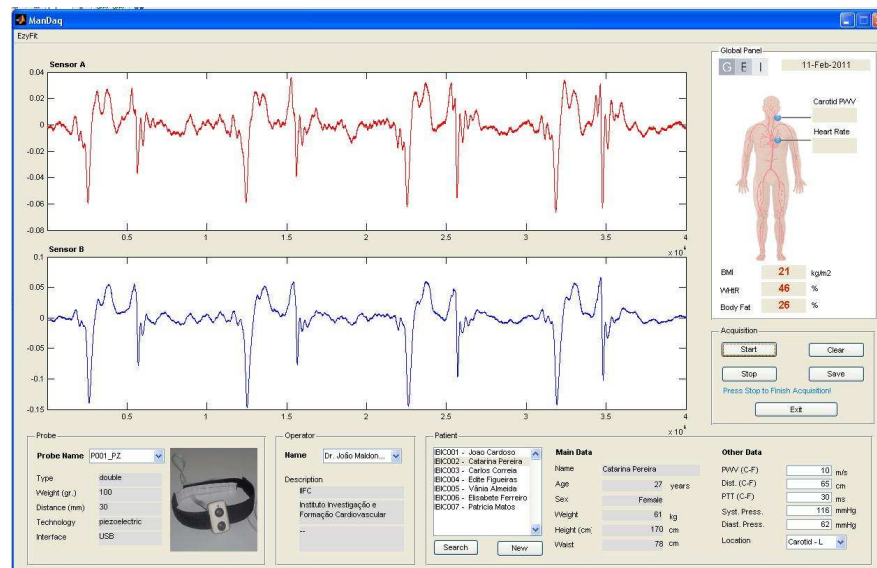 ManDaq
EzyFit
Sensor A
0.04
0.02
0
-0.02
-0.04
-0.06
-0.08
0.5 1 1.5 2 2.5 3 3.5 4
Sensor B
0.1
0.05
0
-0.05
-0.1
-0.15
0.5 1 1.5 2 2.5 3 3.5 4
Global Panel
G E I 11-Feb-2011
Carotid PWV
Heart Rate
BMI 21 kg/m2
WHtR 46 %
Body Fat 26 %
Acquisition
Start Clear
Stop Save
Press Stop to Finish Acquisition!
Exit
Probe
Probe Name P001_PZ
Type double
Weight (gr.) 100
Distance (mm) 30
Technology piezoelectric
Interface USB
Operator
Name Dr. João Maldon...
Description
IIFC
Instituto Investigação e
Formação Cardiovascular
--
Patient
IBIC001 - Joao Cardoso
IBIC002 - Catarina Pereira
IBIC003 - Carlos Correia
IBIC004 - Edite Figueiras
IBIC005 - Vânia Almeida
IBIC006 - Elisabete Ferreiro
IBIC007 - Patricia Matos
Search New
Main Data
Name Catarina Pereira
Age 27 years
Sex Female
Weight 61 kg
Height (cm) 170 cm
Waist 78 cm
Other Data
PWV (C-F) 10 m/s
Dist. (C-F) 65 cm
PTT (C-F) 30 ms
Syst. Press. 116 mmHg
Diast. Press. 62 mmHg
Location Carotid - L